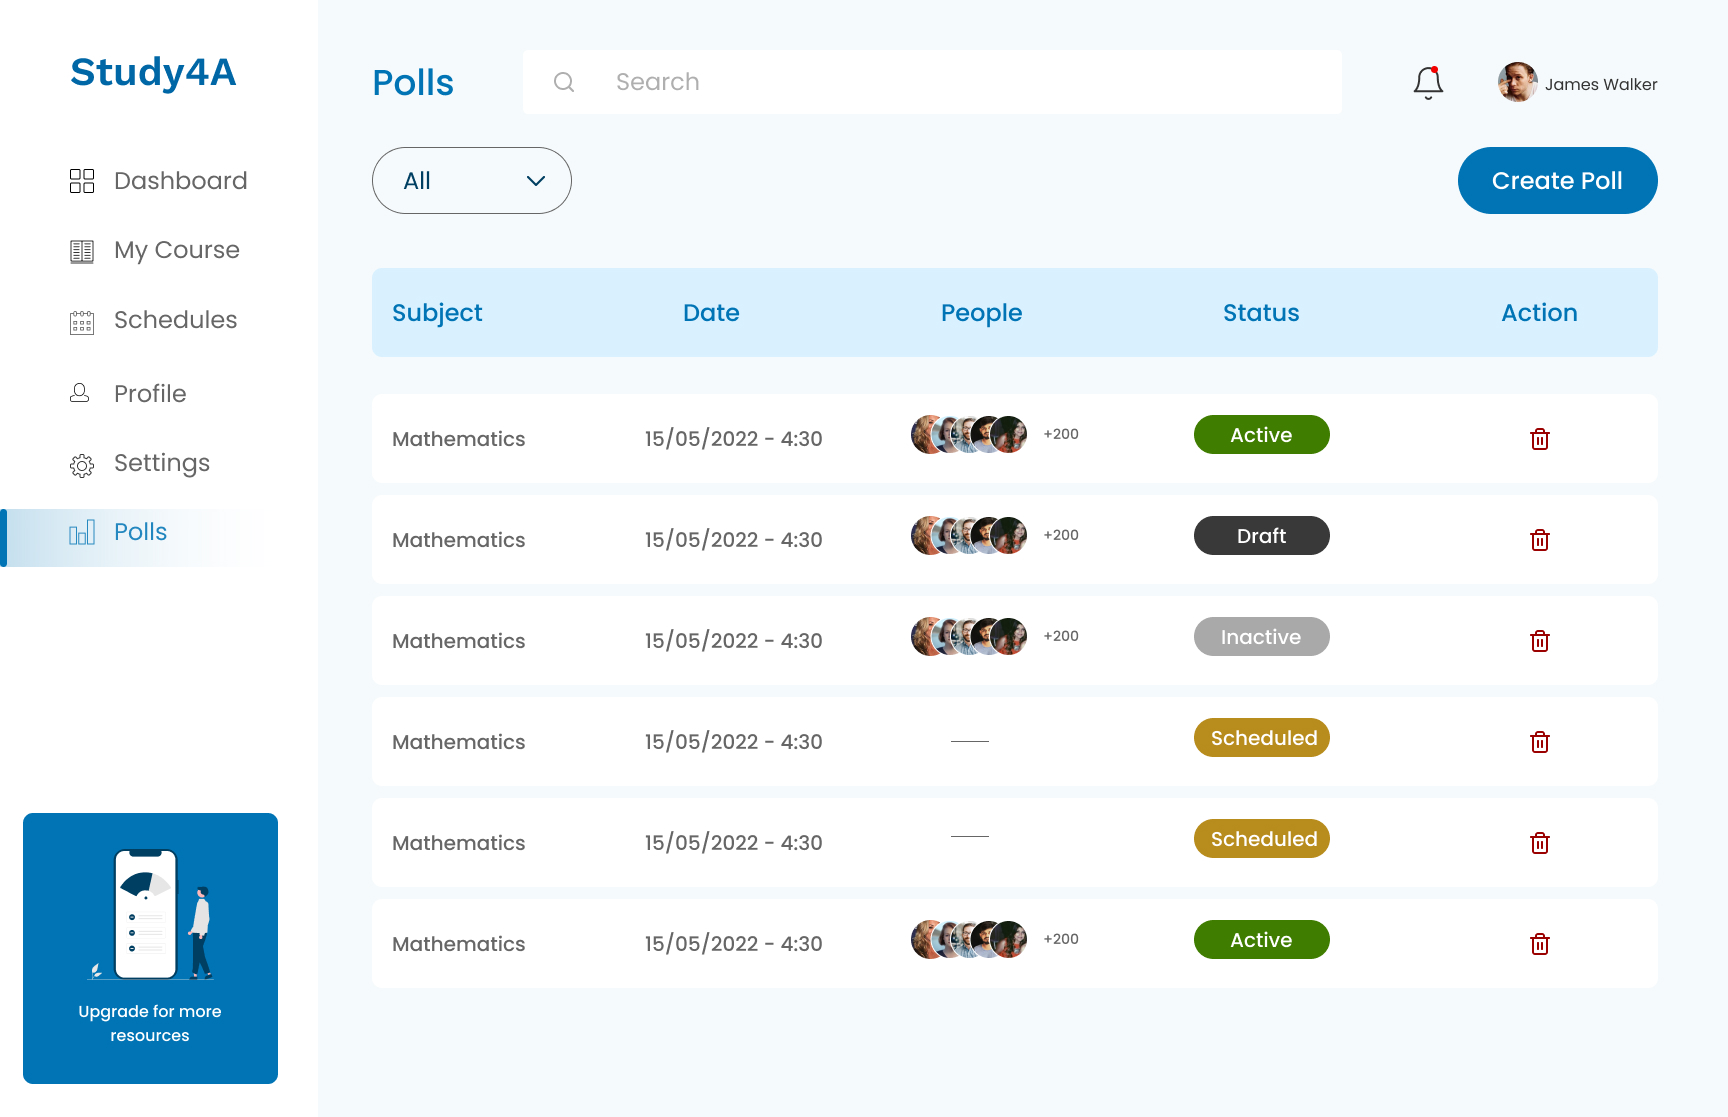 Study4A
Dashboard
My Course
Schedules
Profile
Settings
Polls
Upgrade for more
resources
Polls
Search
James Walker
All
Create Poll
Subject Date People Status Action
Mathematics 15/05/2022 - 4:30 +200 Active
Mathematics 15/05/2022 - 4:30 +200 Draft
Mathematics 15/05/2022 - 4:30 +200 Inactive
Mathematics 15/05/2022 - 4:30 Scheduled
Mathematics 15/05/2022 - 4:30 Scheduled
Mathematics 15/05/2022 - 4:30 +200 Active